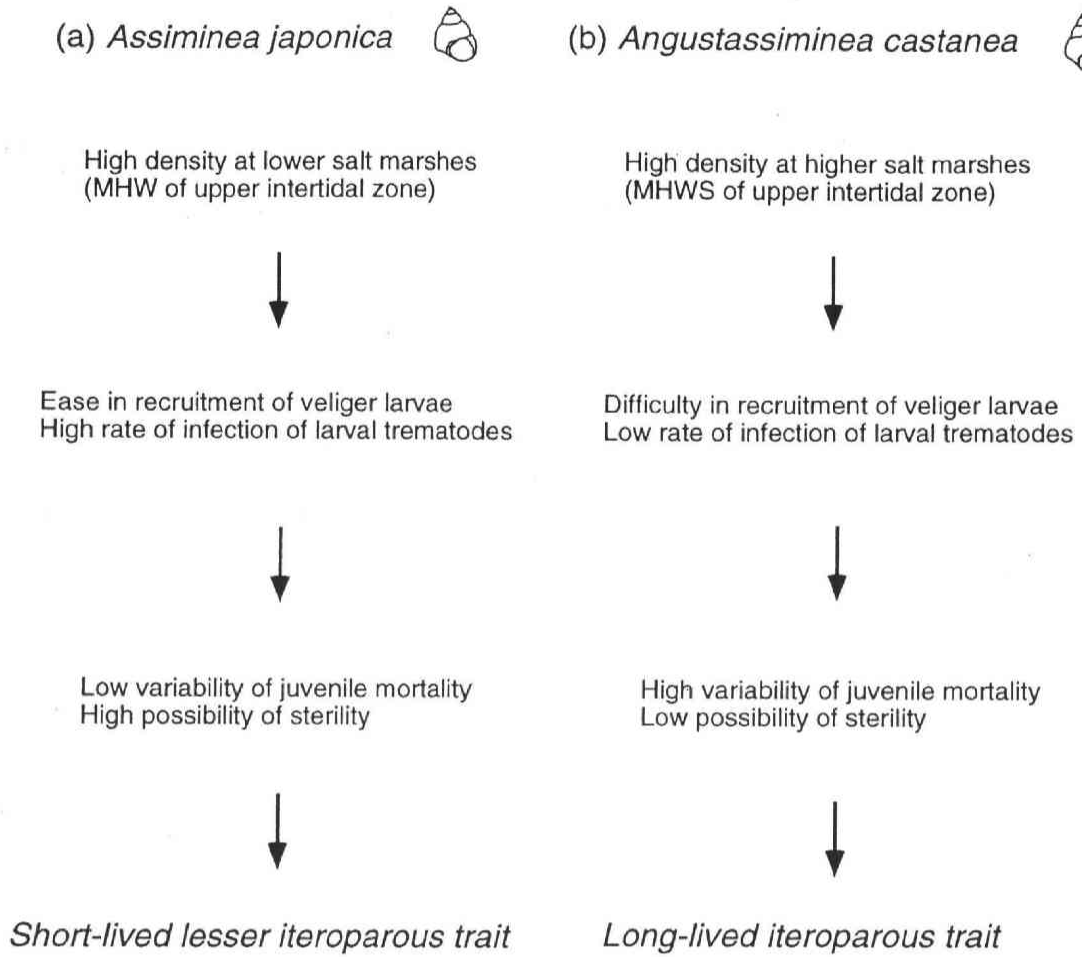 (a) Assiminea japonica
High density at lower salt marshes
(MHW of upper intertidal zone)
Ease in recruitment of veliger larvae
High rate of infection of larval trematodes
Low variability of juvenile mortality
High possibility of sterility
Short-lived lesser iteroparous trait
(b) Angustassiminea castanea
High density at higher salt marshes
(MHWS of upper intertidal zone)
Difficulty in recruitment of veliger larvae
Low rate of infection of larval trematodes
High variability of juvenile mortality
Low possibility of sterility
Long-lived iteroparous trait